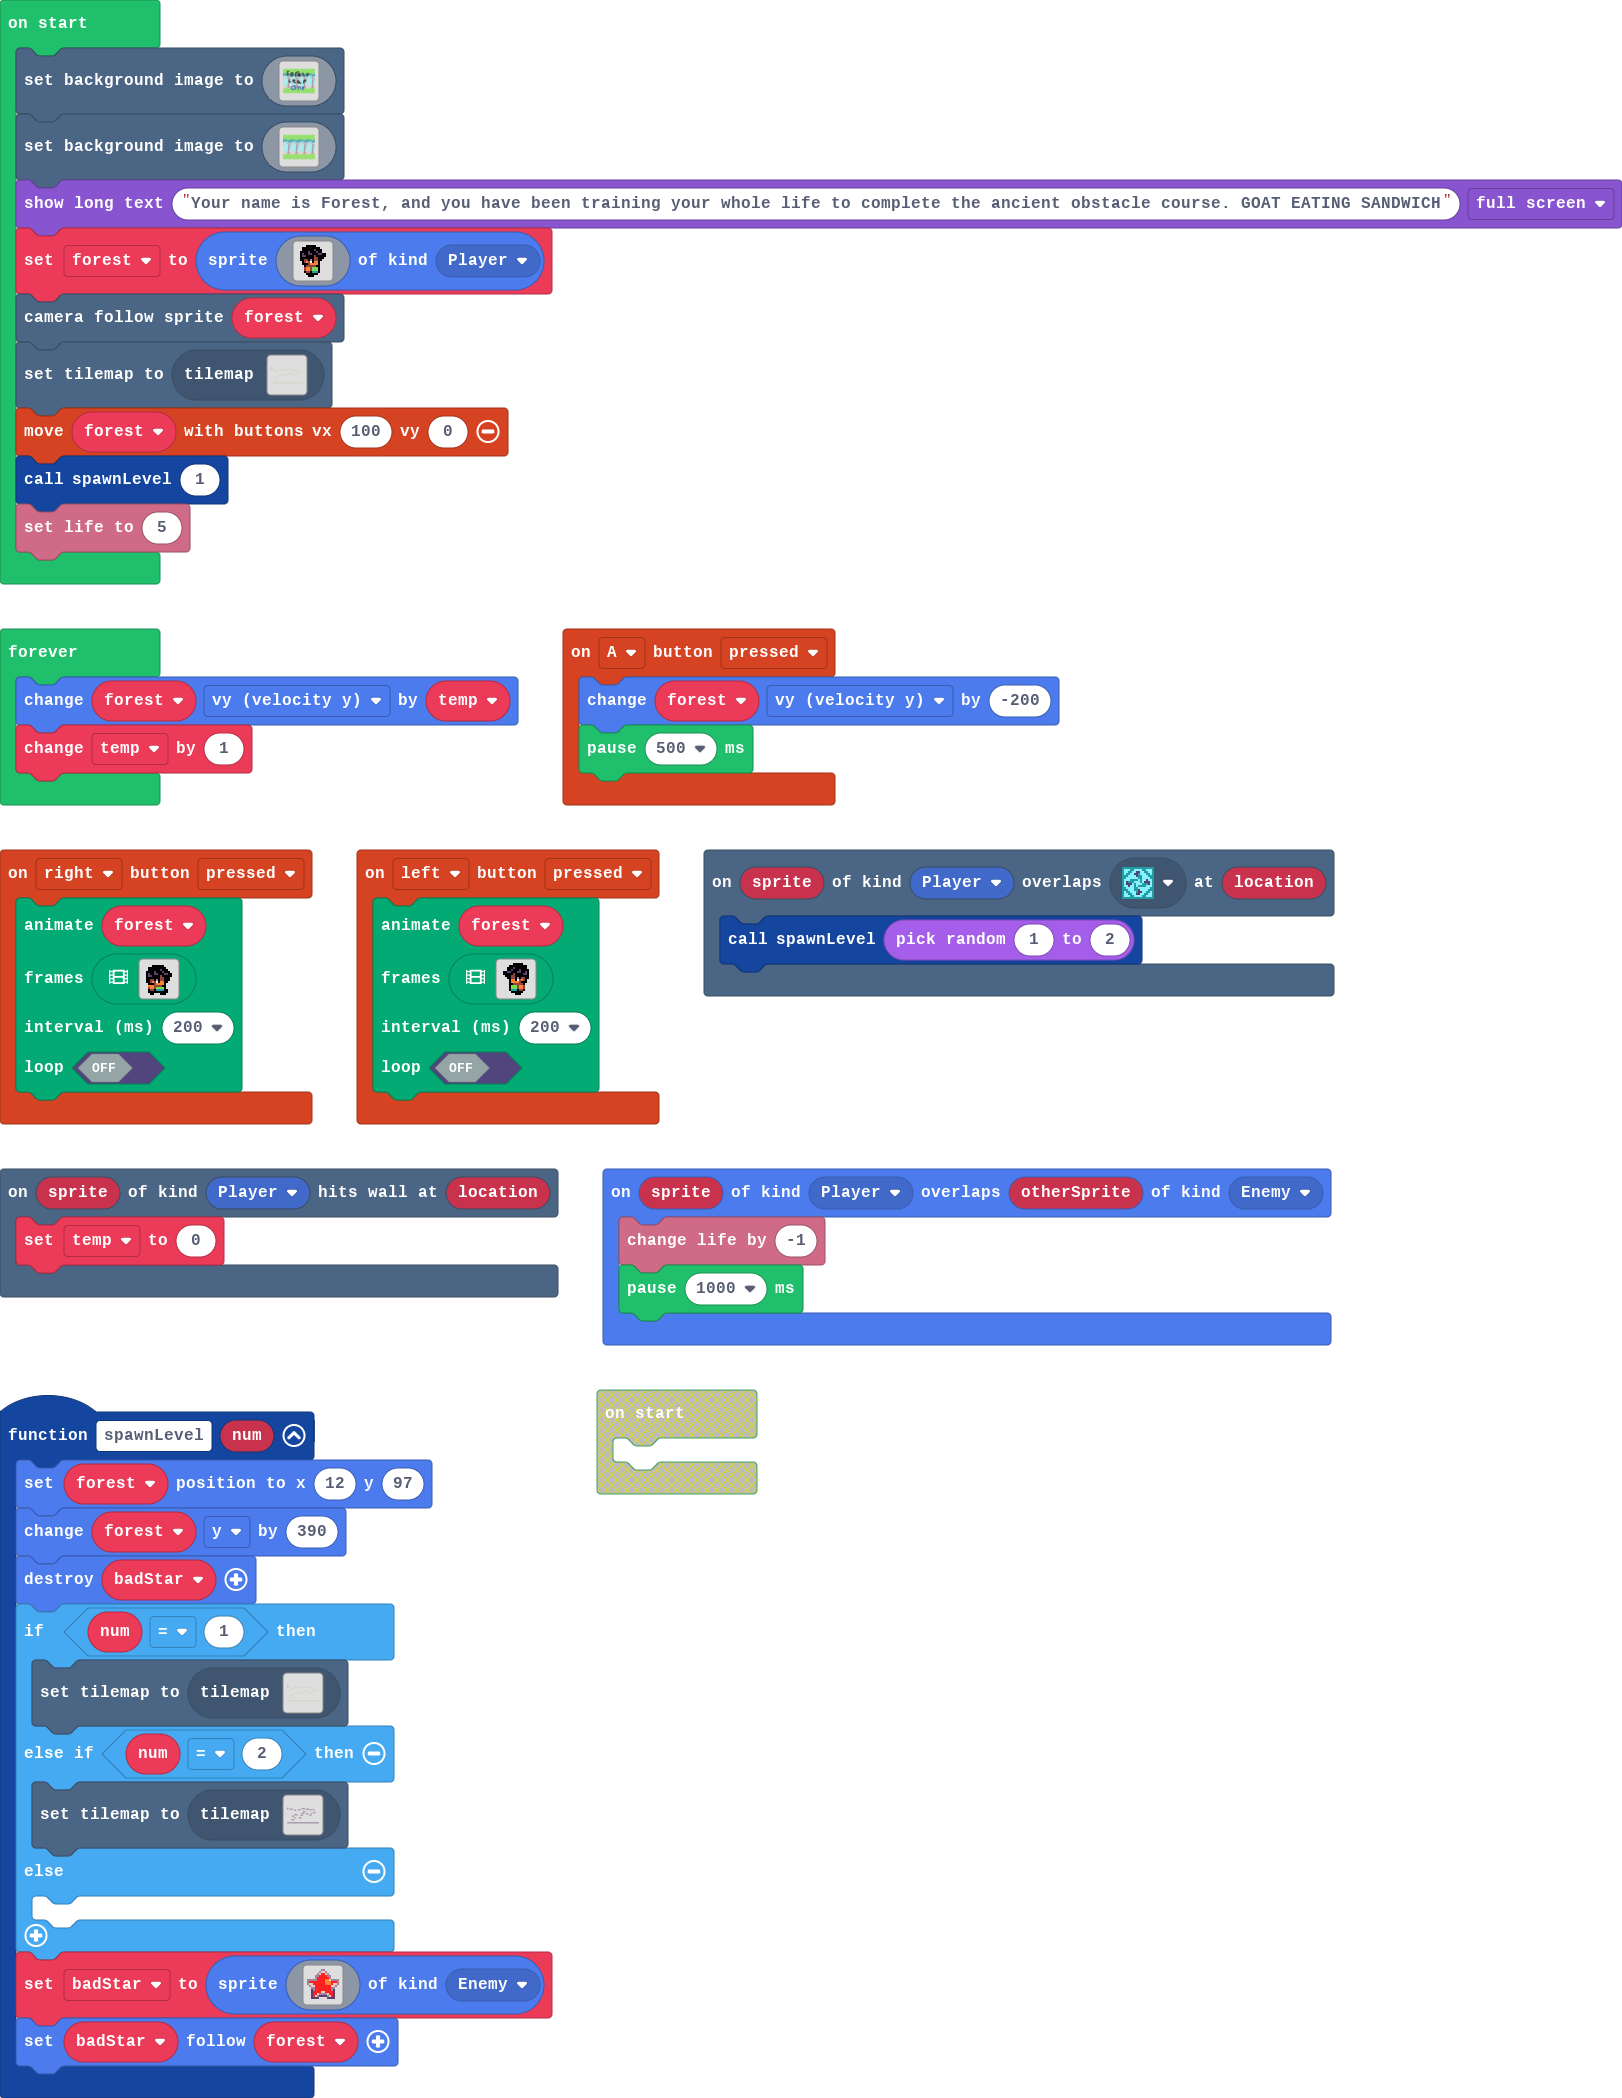 on start
set background image to
set background image to
show long text "Your name is Forest, and you have been training your whole life to complete the ancient obstacle course. GOAT EATING SANDWICH" full screen
set forest to sprite of kind Player
camera follow sprite forest
set tilemap to tilemap
move forest with buttons vx 100 vy 0
call spawnLevel 1
set life to 5
forever
change forest vy (velocity y) by temp
change temp by 1
on A button pressed
change forest vy (velocity y) by -200
pause 500 ms
on right button pressed
animate forest
frames
interval (ms) 200
loop OFF
on left button pressed
animate forest
frames
interval (ms) 200
loop OFF
on sprite of kind Player overlaps at location
call spawnLevel pick random 1 to 2
on sprite of kind Player hits wall at location
set temp to 0
on sprite of kind Player overlaps otherSprite of kind Enemy
change life by -1
pause 1000 ms
function spawnLevel num
set forest position to x 12 y 97
change forest y by 390
destroy badStar
if num = 1 then
set tilemap to tilemap
else if num = 2 then
set tilemap to tilemap
else
set badStar to sprite of kind Enemy
set badStar follow forest
on start